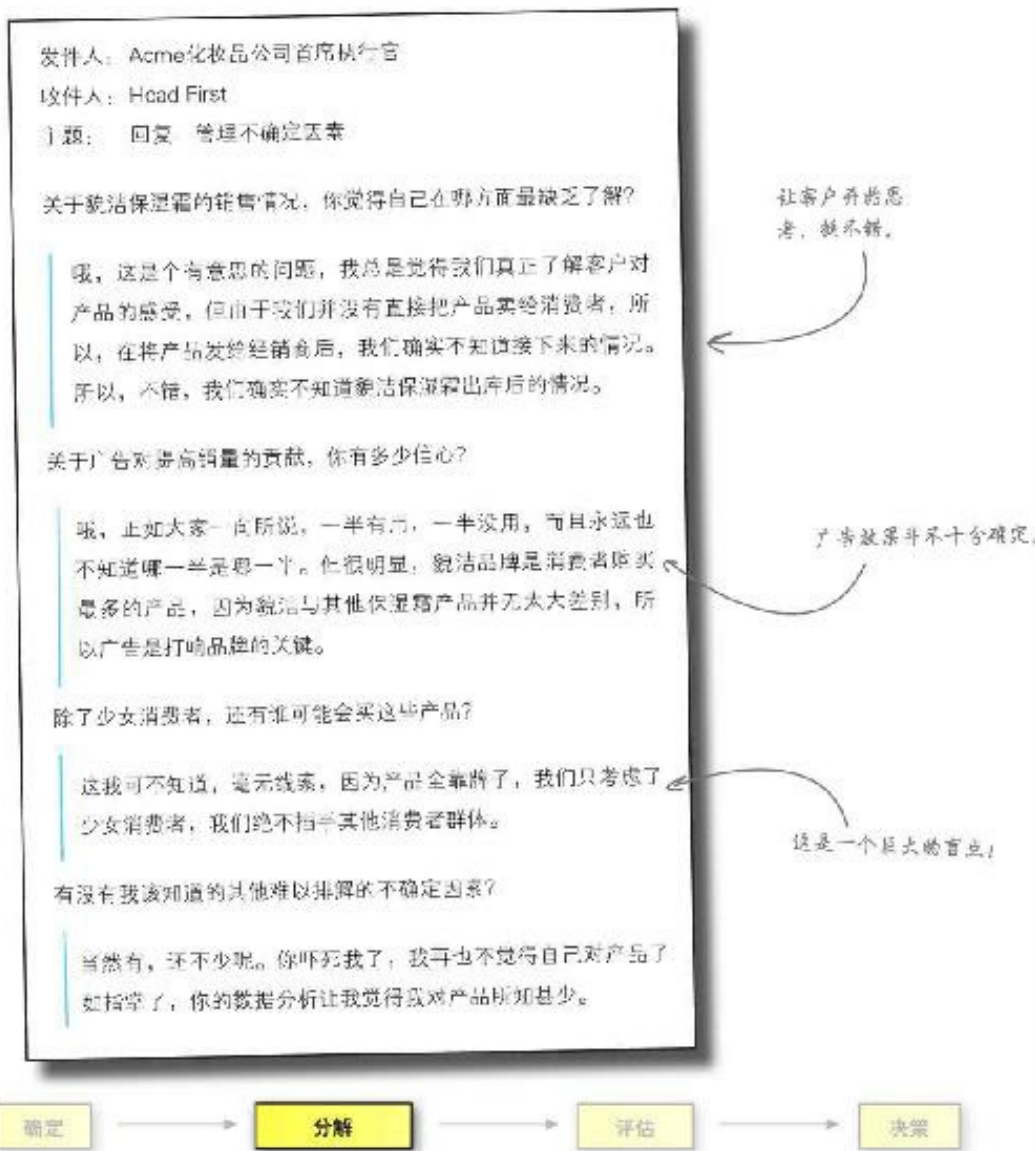 发件人：Acme化妆品公司首席执行官
收件人：Head First
主题： 回复 管理不确定因素
关于貌洁保湿霜的销售情况，你觉得自己在哪方面最缺乏了解？
哦，这是个有意思的问题，我总是觉得我们真正了解客户对
产品的感受，但由于我们并没有直接把产品卖给消费者，所
以，在将产品发给经销商后，我们确实不知道接下来的情况。
所以，不错，我们确实不知道貌洁保湿霜出库后的情况。
让客户开始思
考，挺不错。
关于广告对提高销量的贡献，你有多少信心？
哦，正如大家一向所说，一半有用，一半没用，而且永远也
不知道哪一半是哪一半。但很明显，貌洁品牌是消费者购买
最多的产品，因为貌洁与其他保湿霜产品并无太大差别，所
以广告是打响品牌的关键。
广告效果并不十分确定。
除了少女消费者，还有谁可能会买这些产品？
这我可不知道，毫无线索，因为产品全靠牌了，我们只考虑了
少女消费者，我们绝不插手其他消费者群体。
这是一个巨大的盲点！
有没有我该知道的其他难以排解的不确定因素？
当然有，还不少呢。你吓死我了，我再也不觉得自己对产品了
如指掌了，你的数据分析让我觉得我对产品所知甚少。
确定
分解
评估
决策